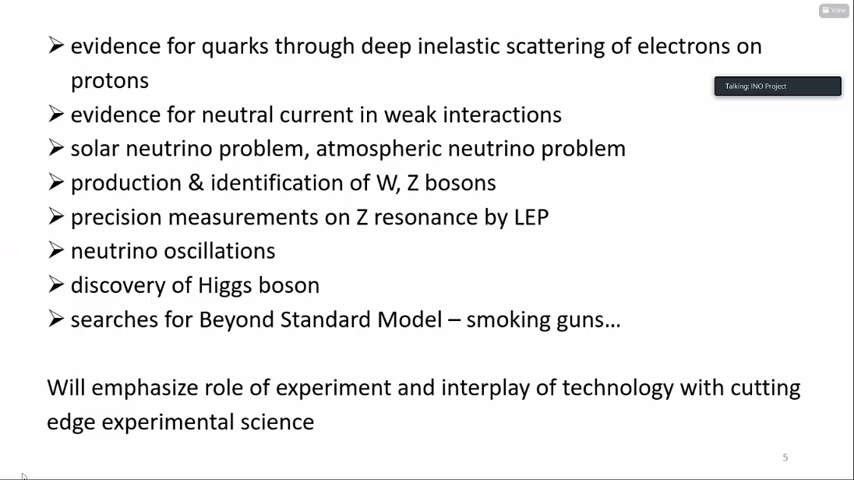 View
➢ evidence for quarks through deep inelastic scattering of electrons on
protons
Talking: INO Project
➢ evidence for neutral current in weak interactions
➢ solar neutrino problem, atmospheric neutrino problem
➢ production & identification of W, Z bosons
➢ precision measurements on Z resonance by LEP
➢ neutrino oscillations
➢ discovery of Higgs boson
➢ searches for Beyond Standard Model – smoking guns…
Will emphasize role of experiment and interplay of technology with cutting
edge experimental science
5